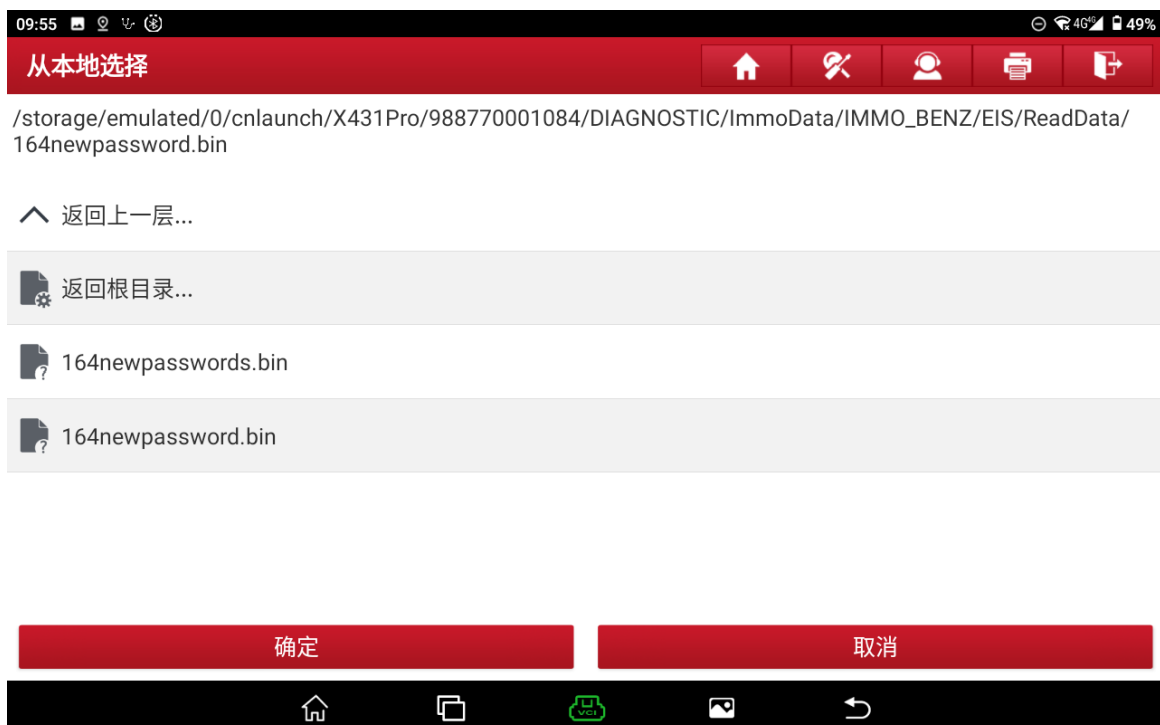 09:55
4G 4G 49%
从本地选择
/storage/emulated/0/cnlaunch/X431Pro/988770001084/DIAGNOSTIC/ImmoData/IMMO_BENZ/EIS/ReadData/
164newpassword.bin
返回上一层...
返回根目录...
164newpasswords.bin
164newpassword.bin
确定
取消
VCI